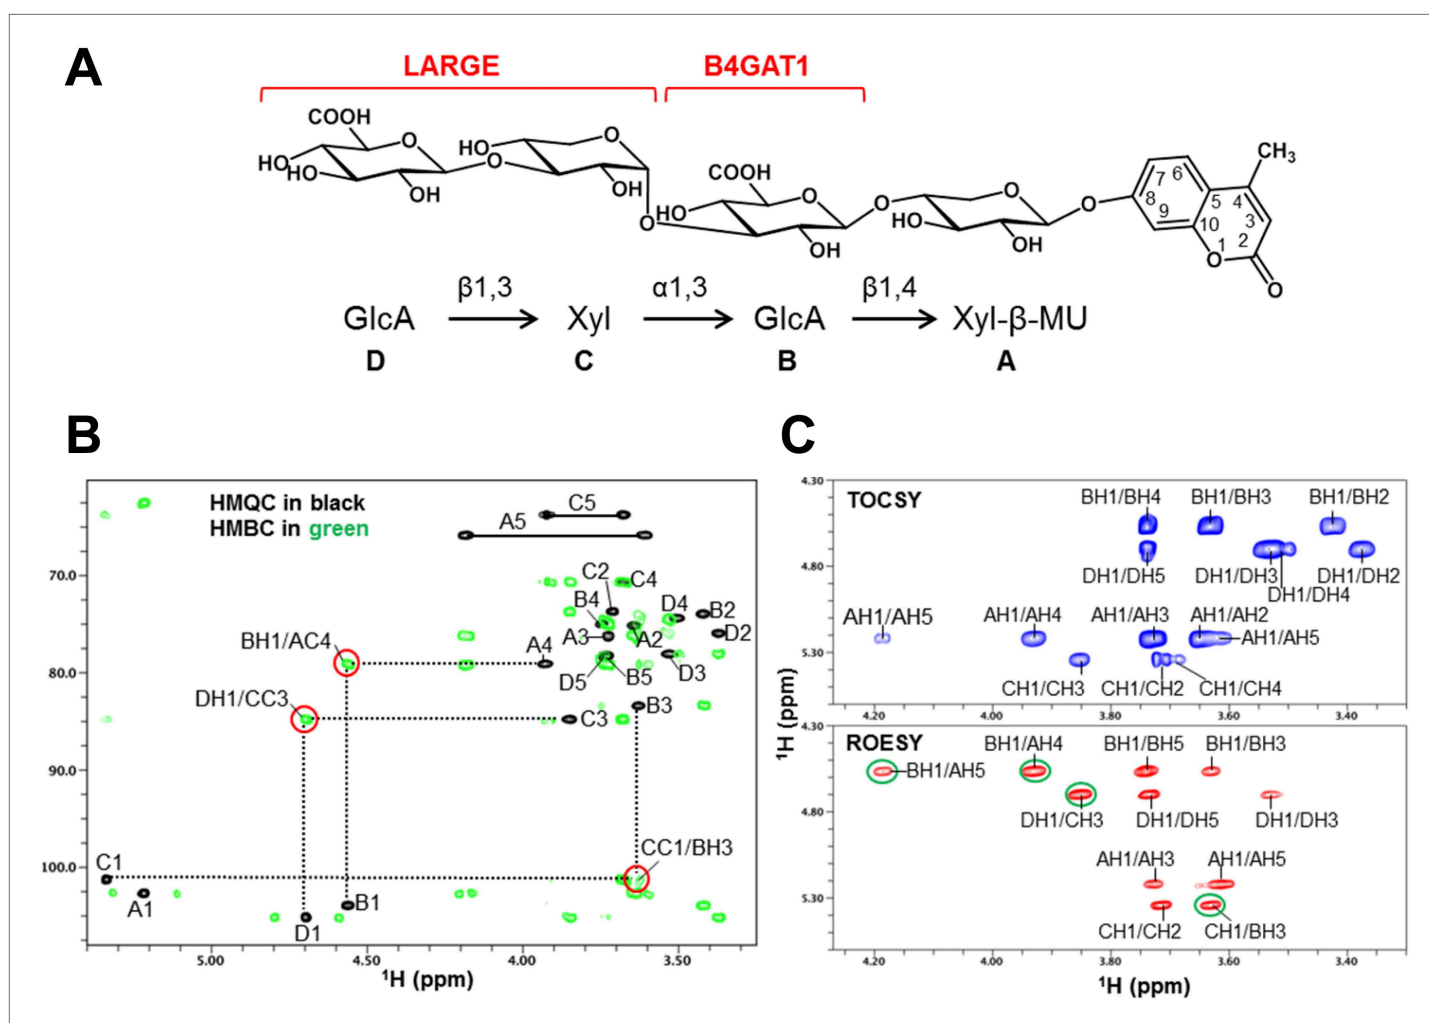 A
LARGE
B4GAT1
COOH
O
HO
O
CH3
HO
HO
O
OH
COOH
HO
OH
O
O
O
O
7
6
8
5
4
9
10
3
1
2
O
O
HO
O
HO
OH
OH
OH
β1,3
α1,3
β1,4
GlcA
Xyl
GlcA
Xyl-β-MU
D
C
B
A
B
HMQC in black
HMBC in green
C5
A5
C2
C4
B4
D4
B2
A3
A2
D2
A4
D5
B5
D3
BH1/AC4
DH1/CC3
B3
C3
CC1/BH3
C1
A1
B1
D1
70.0
80.0
90.0
100.0
5.00
4.50
4.00
3.50
1H (ppm)
C
TOCSY
4.30
4.80
5.30
BH1/BH4
BH1/BH3
BH1/BH2
DH1/DH5
DH1/DH3
DH1/DH2
DH1/DH4
AH1/AH5
AH1/AH4
AH1/AH3
AH1/AH2
AH1/AH5
CH1/CH3
CH1/CH2
CH1/CH4
4.20
4.00
3.80
3.60
3.40
1H (ppm)
ROESY
4.30
4.80
5.30
BH1/AH4
BH1/BH5
BH1/BH3
BH1/AH5
DH1/CH3
DH1/DH5
DH1/DH3
AH1/AH3
AH1/AH5
CH1/CH2
CH1/BH3
4.20
4.00
3.80
3.60
3.40
1H (ppm)